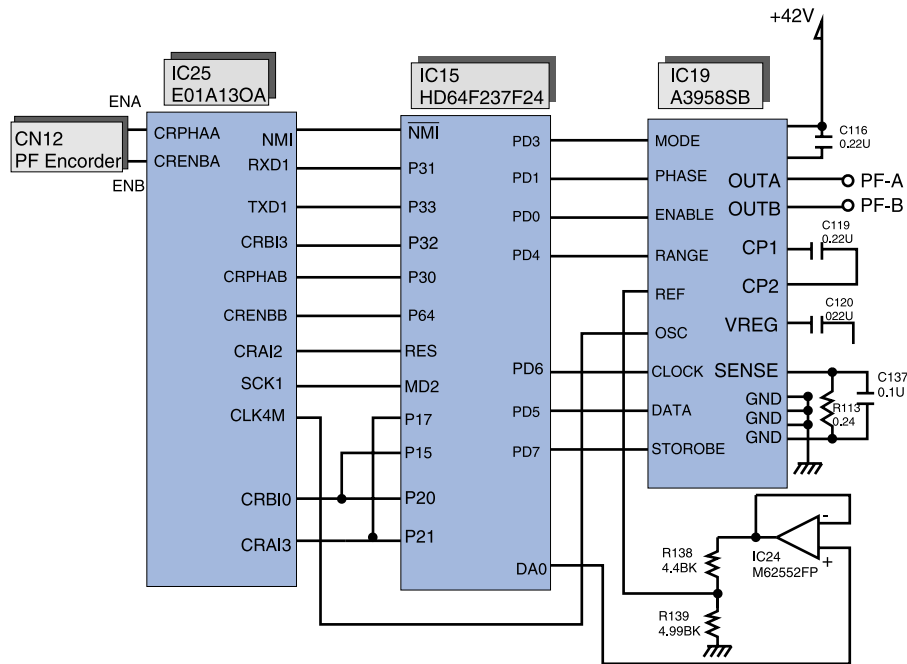 +42V
IC25
E01A13OA
IC15
HD64F237F24
IC19
A3958SB
ENA
CN12
PF Encorder
ENB
CRPHAA
CRENBA
NMI
RXD1
TXD1
CRBI3
CRPHAB
CRENBB
CRAI2
SCK1
CLK4M
CRBI0
CRAI3
NMI
P31
P33
P32
P30
P64
RES
MD2
P17
P15
P20
P21
PD3
PD1
PD0
PD4
PD6
PD5
PD7
DA0
MODE
PHASE
ENABLE
RANGE
REF
OSC
CLOCK
DATA
STOROBE
OUTA
OUTB
CP1
CP2
VREG
SENSE
GND
GND
GND
C116
0.22U
PF-A
PF-B
C119
0.22U
C120
022U
C137
0.1U
R113
0.24
R138
4.4BK
R139
4.99BK
IC24
M62552FP
-
+